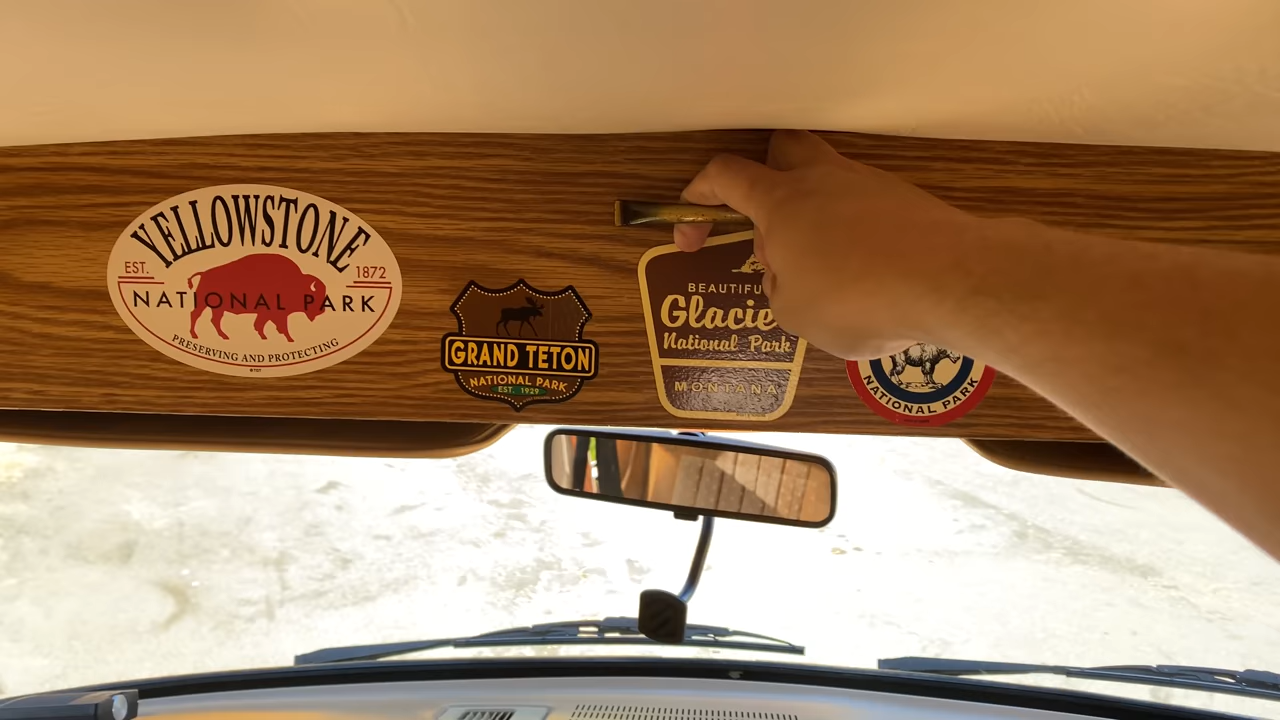 YELLOWSTONE
EST. 1872
NATIONAL PARK
PRESERVING AND PROTECTING
GRAND TETON
NATIONAL PARK
EST. 1929
BEAUTIFU
Glacie
National Park
MONTANA
NATIONAL PARK